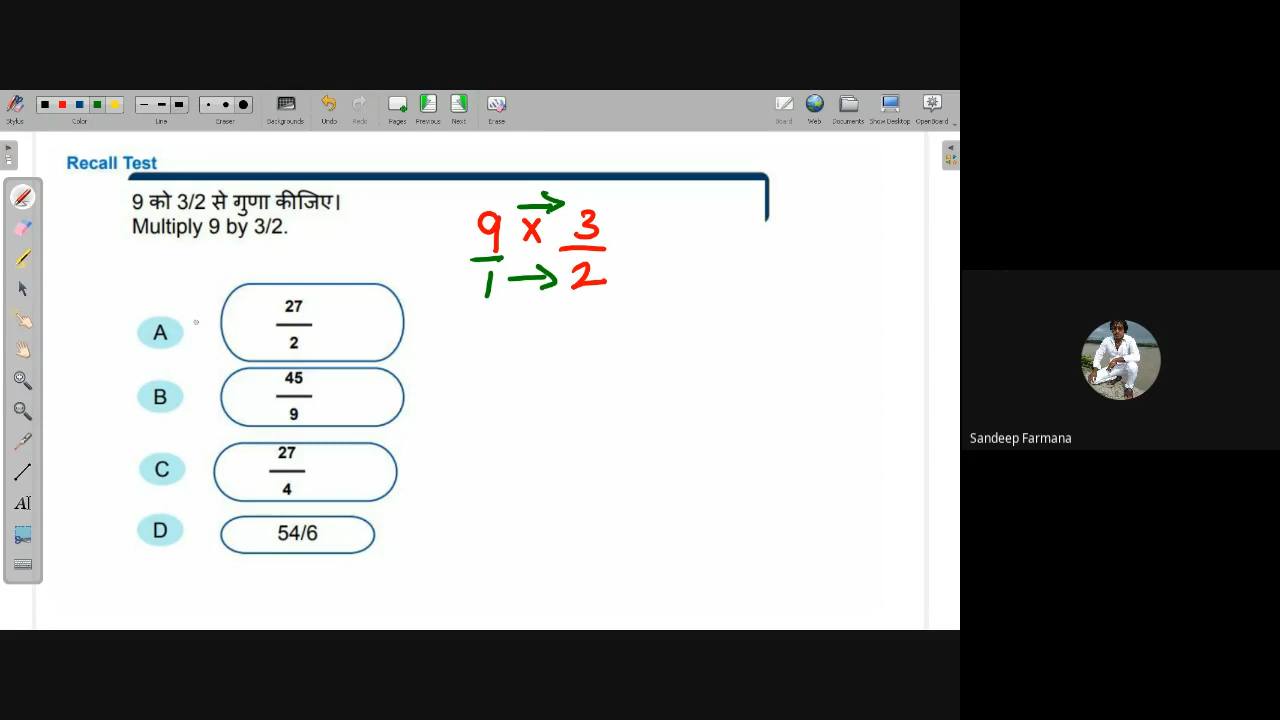 Stylus
Color
Line
Eraser
Backgrounds
Undo
Redo
Pages
Previous
Next
Erase
Board
Web
Documents
Show Desktop
OpenBoard
Recall Test
9 को 3/2 से गुणा कीजिए।
Multiply 9 by 3/2.
9 x 3
1 → 2
A
27
2
B
45
9
C
27
4
D
54/6
AI
Sandeep Farmana